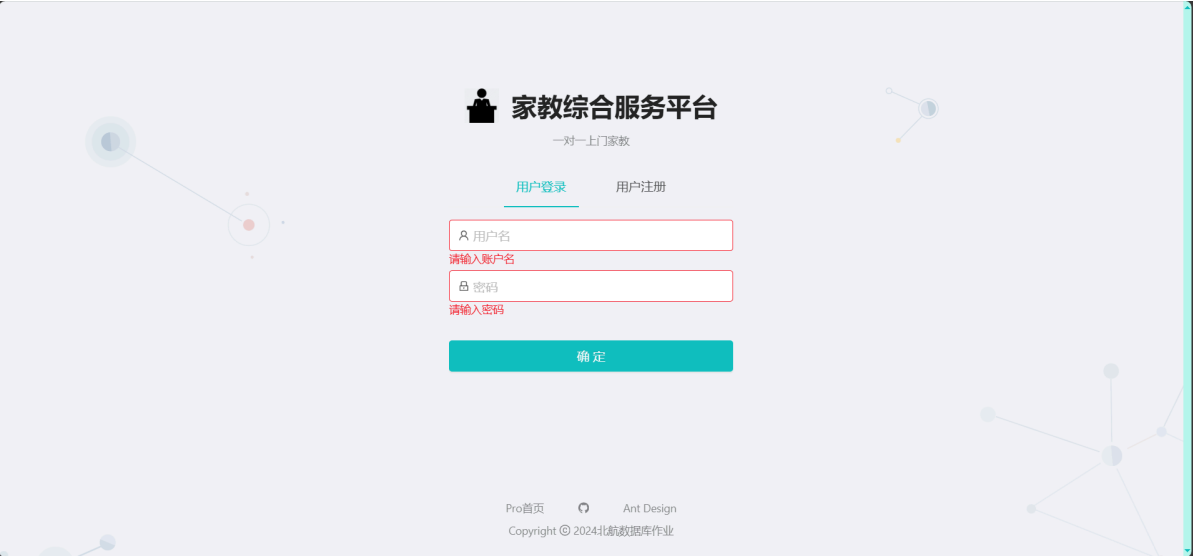 家教综合服务平台
一对一上门家教
用户登录 用户注册
用户名
请输入账户名
密码
请输入密码
确 定
Pro首页 Ant Design
Copyright © 2024北航数据库作业